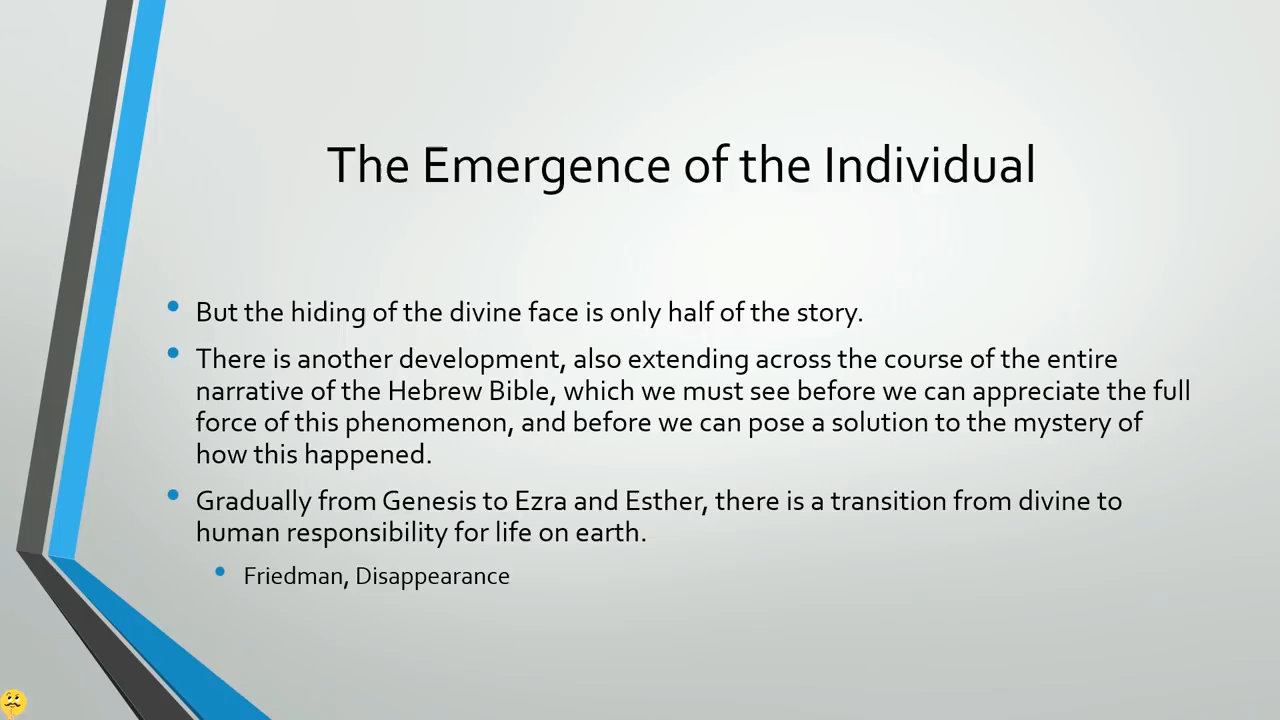 The Emergence of the Individual
But the hiding of the divine face is only half of the story.
There is another development, also extending across the course of the entire
narrative of the Hebrew Bible, which we must see before we can appreciate the full
force of this phenomenon, and before we can pose a solution to the mystery of
how this happened.
Gradually from Genesis to Ezra and Esther, there is a transition from divine to
human responsibility for life on earth.
Friedman, Disappearance